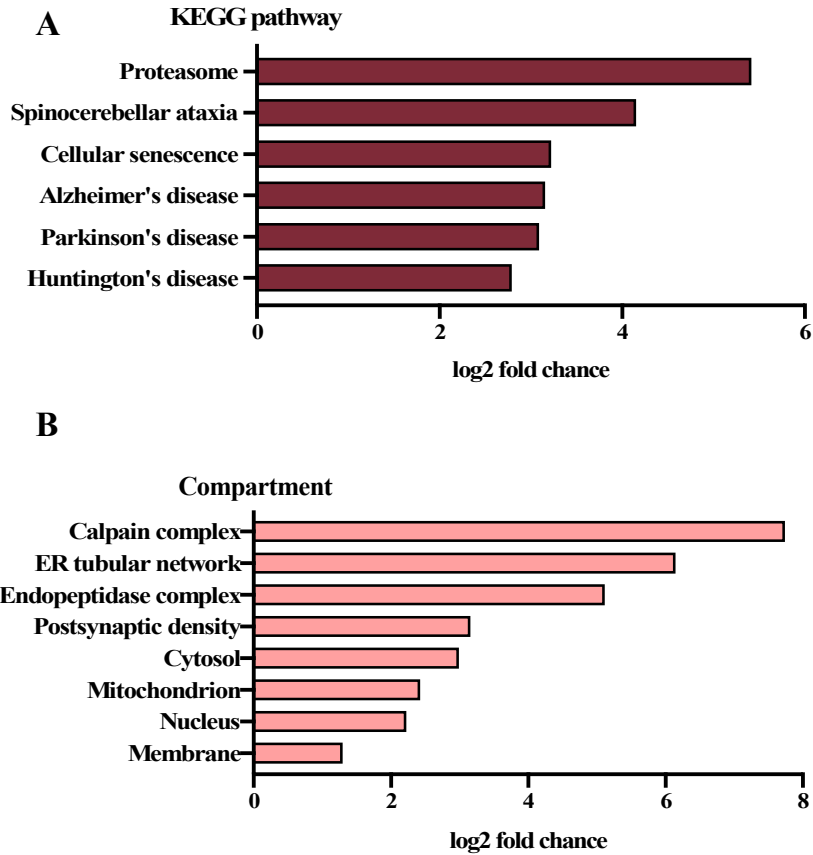 A
KEGG pathway
Proteasome
Spinocerebellar ataxia
Cellular senescence
Alzheimer's disease
Parkinson's disease
Huntington's disease
0 2 4 6
log2 fold chance
B
Compartment
Calpain complex
ER tubular network
Endopeptidase complex
Postsynaptic density
Cytosol
Mitochondrion
Nucleus
Membrane
0 2 4 6 8
log2 fold chance